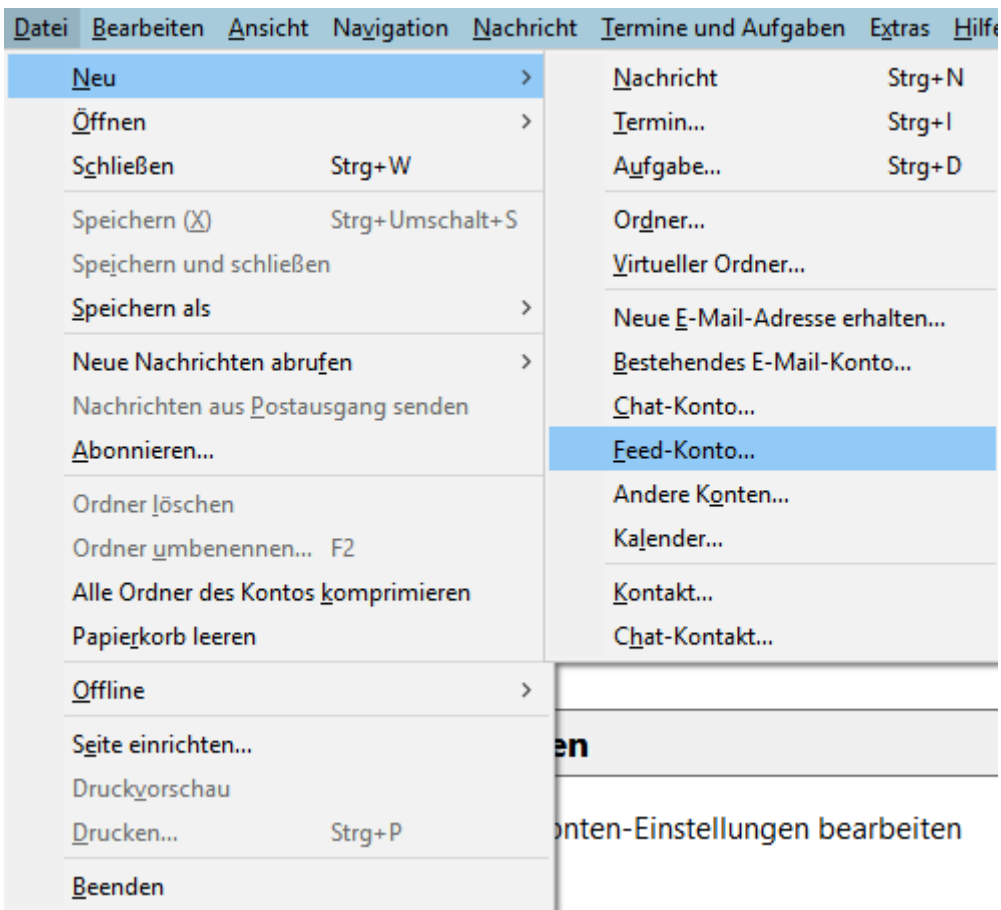 Datei Bearbeiten Ansicht Navigation Nachricht Termine und Aufgaben Extras Hilfe
Neu
Öffnen
Schließen Strg+W
Speichern (X) Strg+Umschalt+S
Speichern und schließen
Speichern als
Neue Nachrichten abrufen
Nachrichten aus Postausgang senden
Abonnieren...
Ordner löschen
Ordner umbenennen... F2
Alle Ordner des Kontos komprimieren
Papierkorb leeren
Offline
Seite einrichten...
Druckvorschau
Drucken... Strg+P
Beenden
Nachricht Strg+N
Termin... Strg+I
Aufgabe... Strg+D
Ordner...
Virtueller Ordner...
Neue E-Mail-Adresse erhalten...
Bestehendes E-Mail-Konto...
Chat-Konto...
Feed-Konto...
Andere Konten...
Kalender...
Kontakt...
Chat-Kontakt...
en
onten-Einstellungen bearbeiten